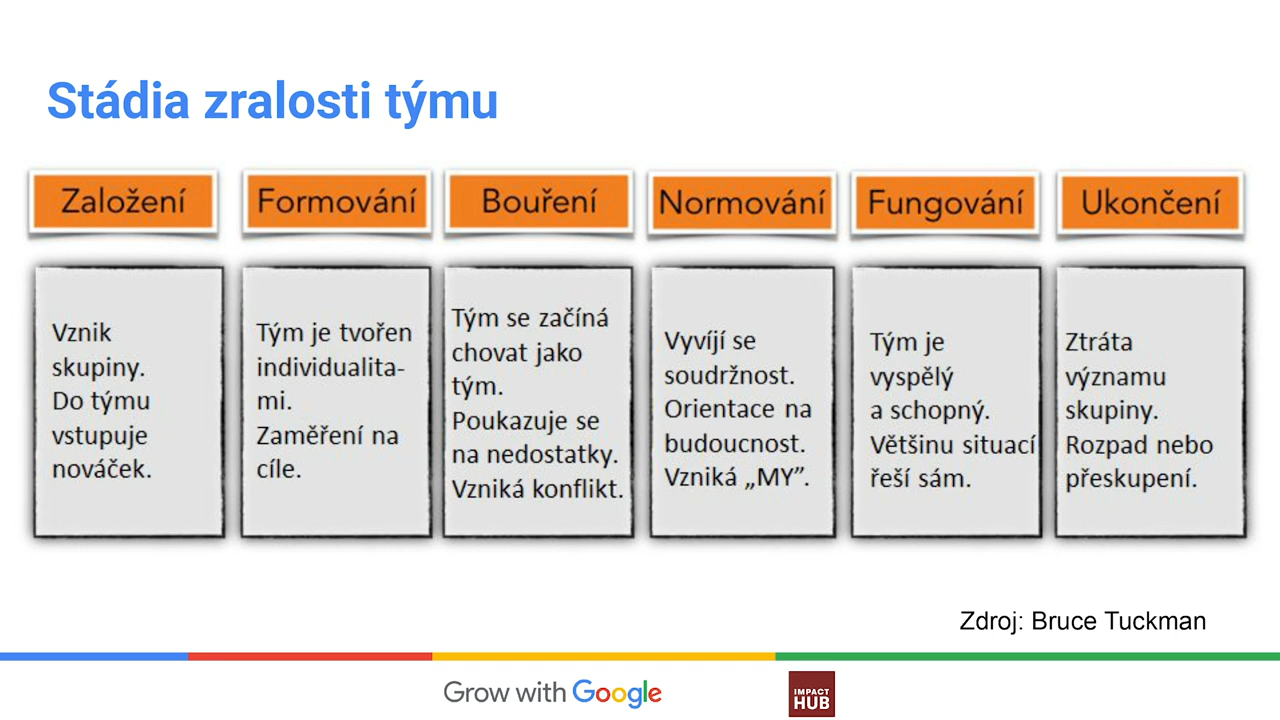 Stádia zralosti týmu
Založení
Formování
Bouření
Normování
Fungování
Ukončení
Vznik
skupiny.
Do týmu
vstupuje
nováček.
Tým je tvořen
individualita-
mi.
Zaměření na
cíle.
Tým se začíná
chovat jako
tým.
Poukazuje se
na nedostatky.
Vzniká konflikt.
Vyvíjí se
soudržnost.
Orientace na
budoucnost.
Vzniká „MY”.
Tým je
vyspělý
a schopný.
Většinu situací
řeší sám.
Ztráta
významu
skupiny.
Rozpad nebo
přeskupení.
Zdroj: Bruce Tuckman
Grow with Google
IMPACT
HUB